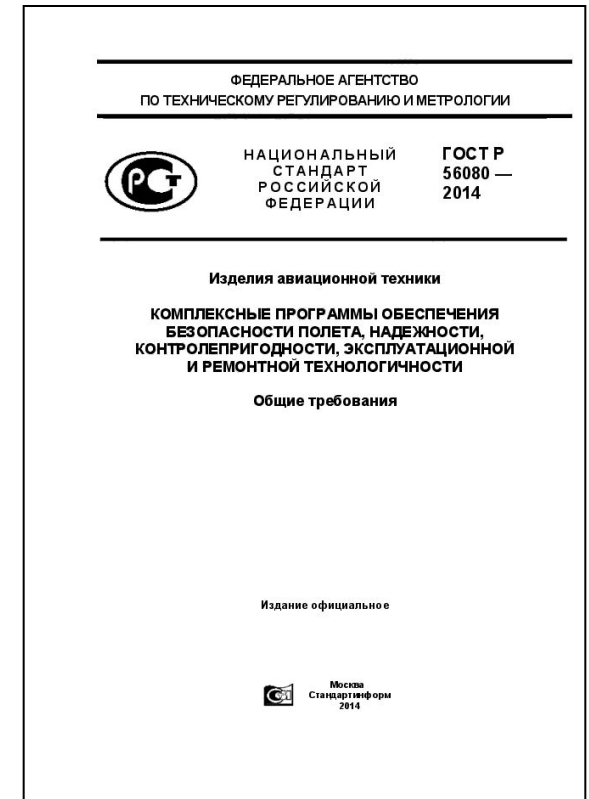 ФЕДЕРАЛЬНОЕ АГЕНТСТВО
ПО ТЕХНИЧЕСКОМУ РЕГУЛИРОВАНИЮ И МЕТРОЛОГИИ
РСТ
НАЦИОНАЛЬНЫЙ
СТАНДАРТ
РОССИЙСКОЙ
ФЕДЕРАЦИИ
ГОСТ Р
56080 —
2014
Изделия авиационной техники
КОМПЛЕКСНЫЕ ПРОГРАММЫ ОБЕСПЕЧЕНИЯ
БЕЗОПАСНОСТИ ПОЛЕТА, НАДЕЖНОСТИ,
КОНТРОЛЕПРИГОДНОСТИ, ЭКСПЛУАТАЦИОННОЙ
И РЕМОНТНОЙ ТЕХНОЛОГИЧНОСТИ
Общие требования
Издание официальное
Москва
Стандартинформ
2014